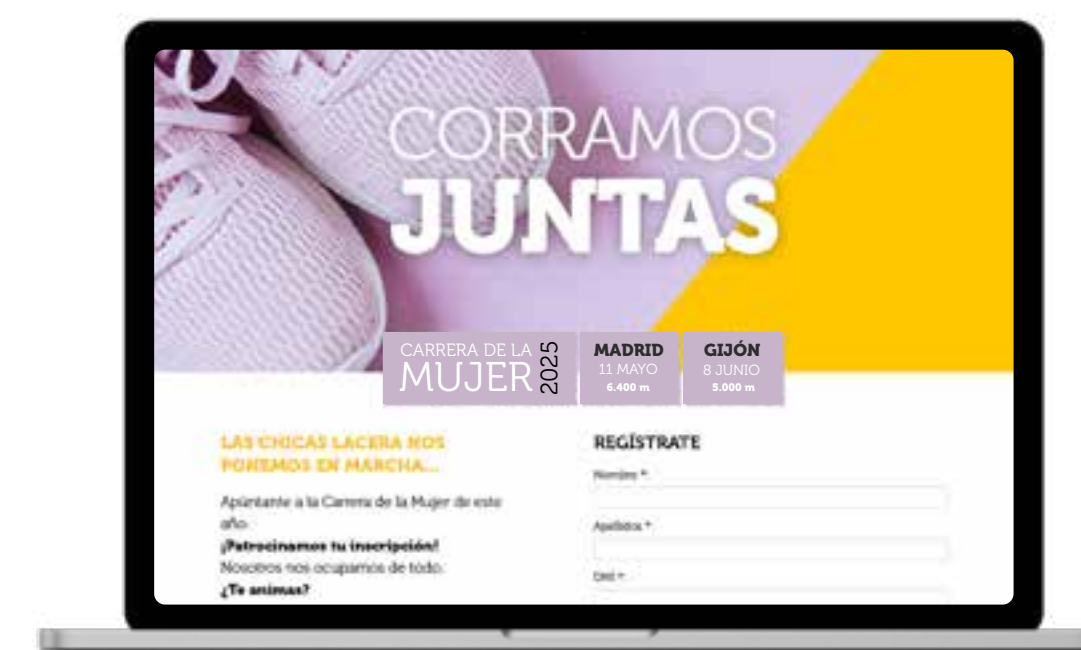 CORRAMOS
JUNTAS
CARRERA DE LA
MUJER 2025
MADRID
11 MAYO
6.400 m
GIJÓN
8 JUNIO
5.000 m
LAS CHICAS LACERA NOS
PONEMOS EN MARCHA...
Apúntante a la Carrera de la Mujer de este
año.
¡Patrocinamos tu inscripción!
Nosotros nos ocupamos de todo.
¿Te animas?
REGÍSTRATE
Nombre *
Apellidos *
DNI *